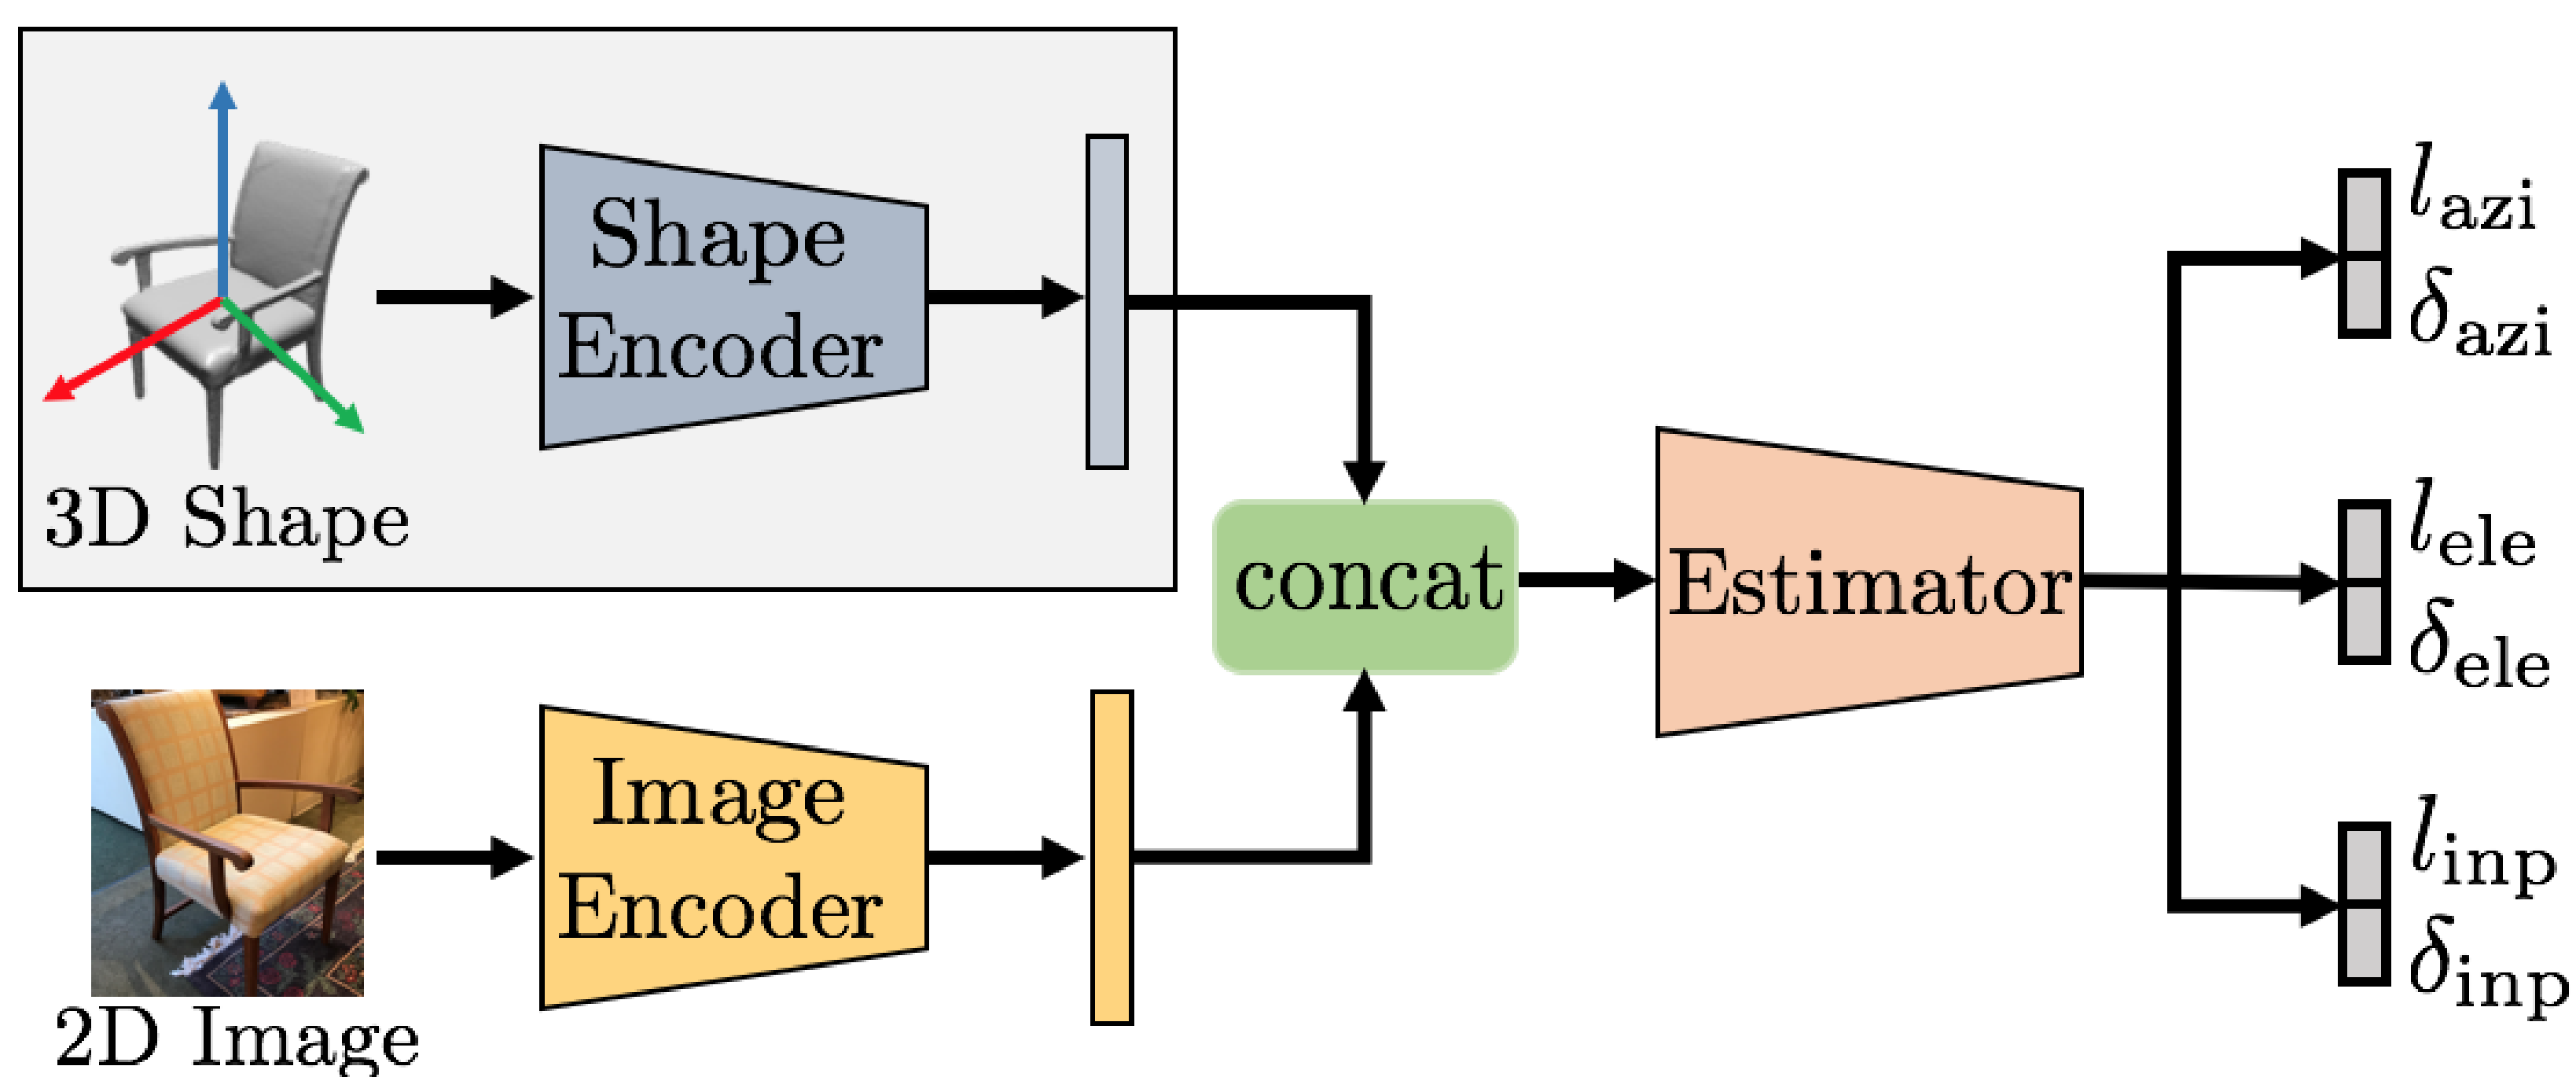 Shape
Encoder
3D Shape
concat
Estimator
l_azi
δ_azi
l_ele
δ_ele
l_inp
δ_inp
Image
Encoder
2D Image